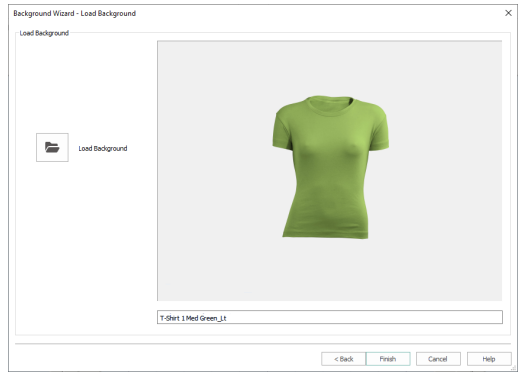 Background Wizard - Load Background
Load Background
Load Background
T-Shirt 1 Med Green_Lt
< Back Finish Cancel Help